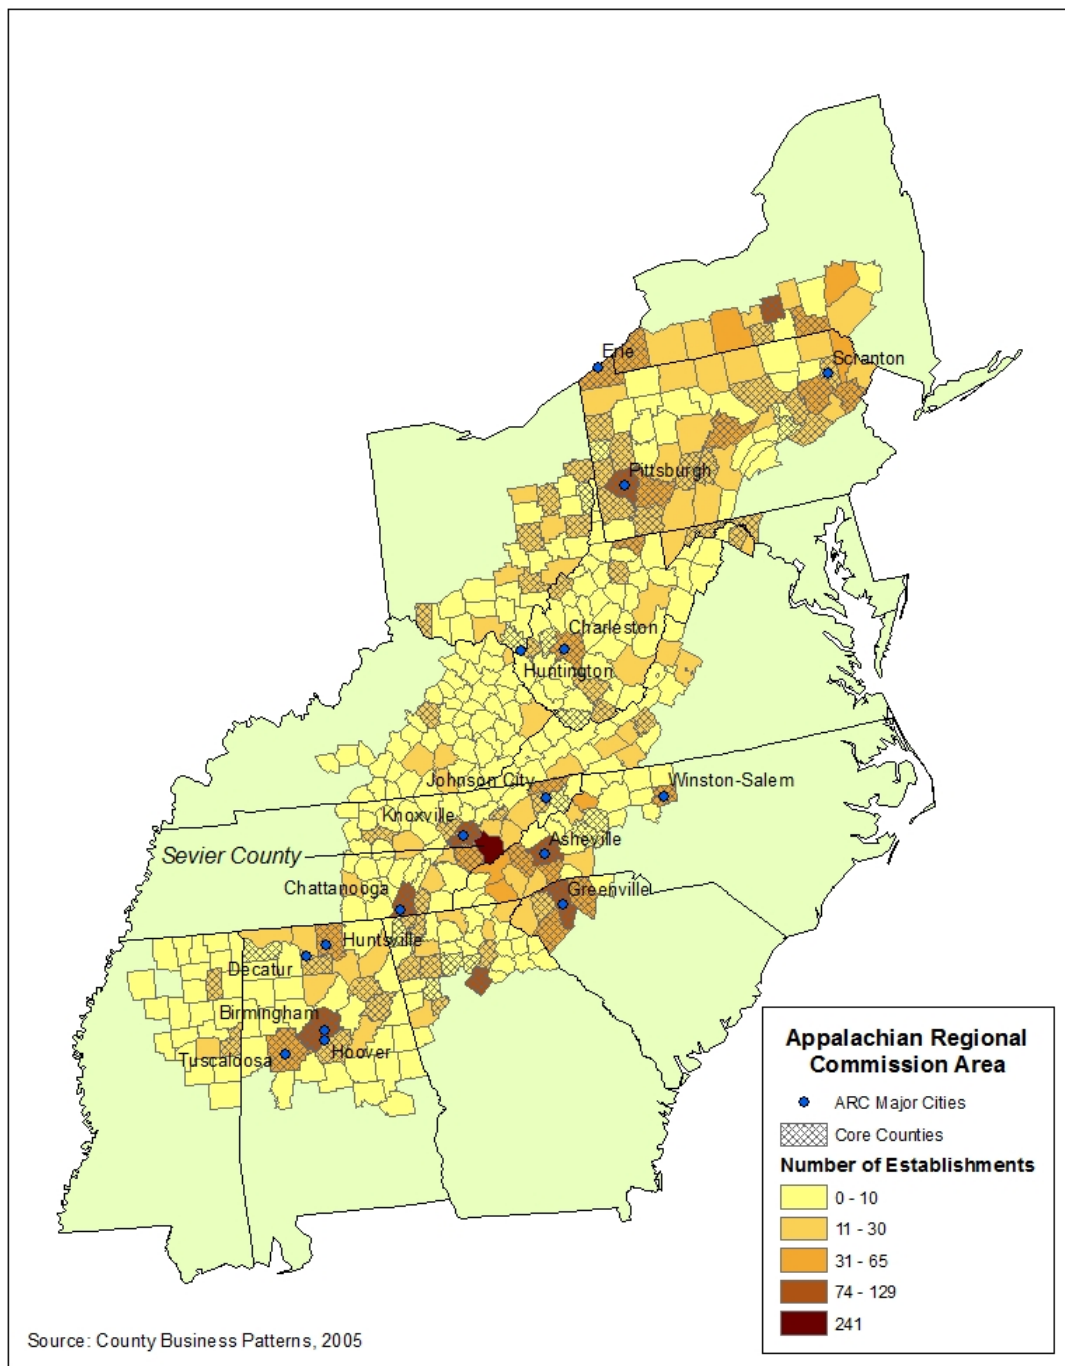 Erie
Scranton
Pittsburgh
Charleston
Huntington
Johnson City
Winston-Salem
Knoxville
Sevier County
Asheville
Chattanooga
Greenville
Huntsville
Decatur
Birmingham
Hoover
Tuscaloosa
Appalachian Regional
Commission Area
ARC Major Cities
Core Counties
Number of Establishments
0 - 10
11 - 30
31 - 65
74 - 129
241
Source: County Business Patterns, 2005